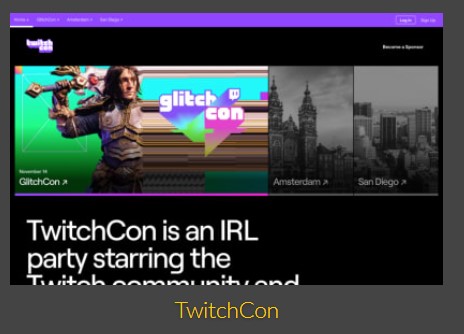 Home GlitchCon Amsterdam San Diego Log In Sign Up
twitch
con
Become a Sponsor
glitch
con
November 14
GlitchCon ↗
Amsterdam ↗
San Diego ↗
TwitchCon is an IRL
party starring the
Twitch community and
TwitchCon